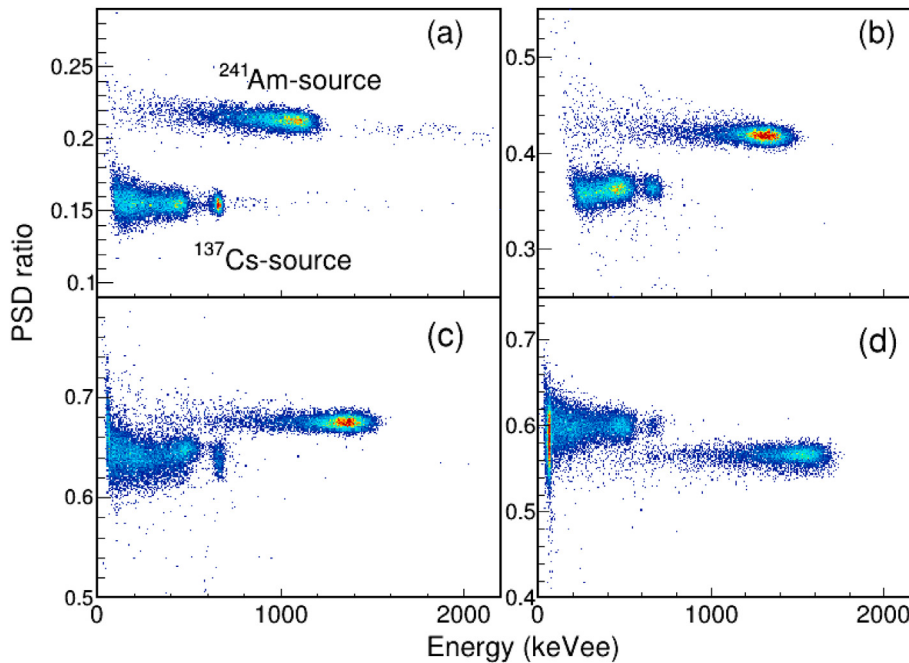 (a)
(b)
0.25
0.2
0.15
0.1
²⁴¹Am-source
¹³⁷Cs-source
0.5
0.4
0.3
PSD ratio
(c)
(d)
0.7
0.6
0.5
0.7
0.6
0.5
0.4
0 1000 2000
0 1000 2000
Energy (keVee)